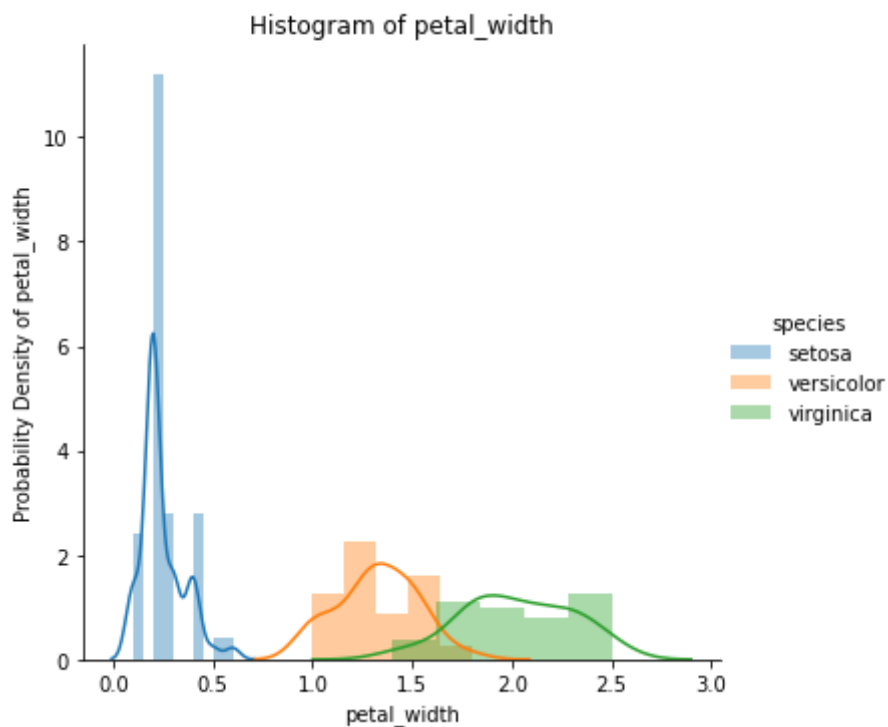 Histogram of petal_width
Probability Density of petal_width
10
8
6
4
2
0
0.0 0.5 1.0 1.5 2.0 2.5 3.0
petal_width
species
setosa
versicolor
virginica